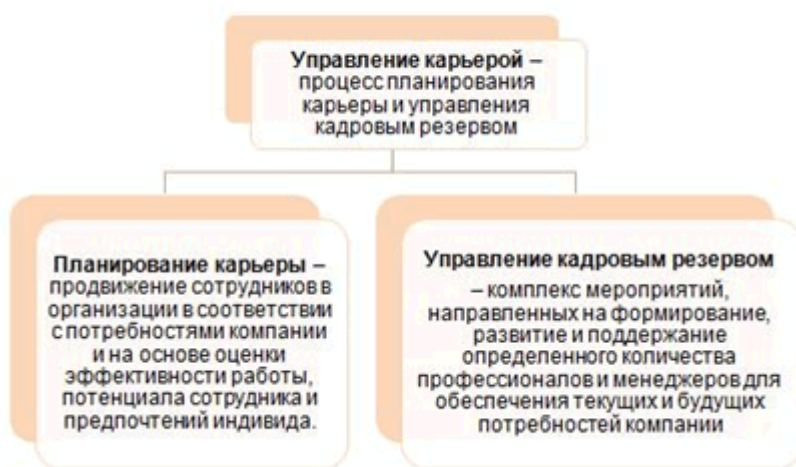 Управление карьерой –
процесс планирования
карьеры и управления
кадровым резервом
Планирование карьеры –
продвижение сотрудников в
организации в соответствии
с потребностями компании
и на основе оценки
эффективности работы,
потенциала сотрудника и
предпочтений индивида.
Управление кадровым резервом
– комплекс мероприятий,
направленных на формирование,
развитие и поддержание
определенного количества
профессионалов и менеджеров для
обеспечения текущих и будущих
потребностей компании